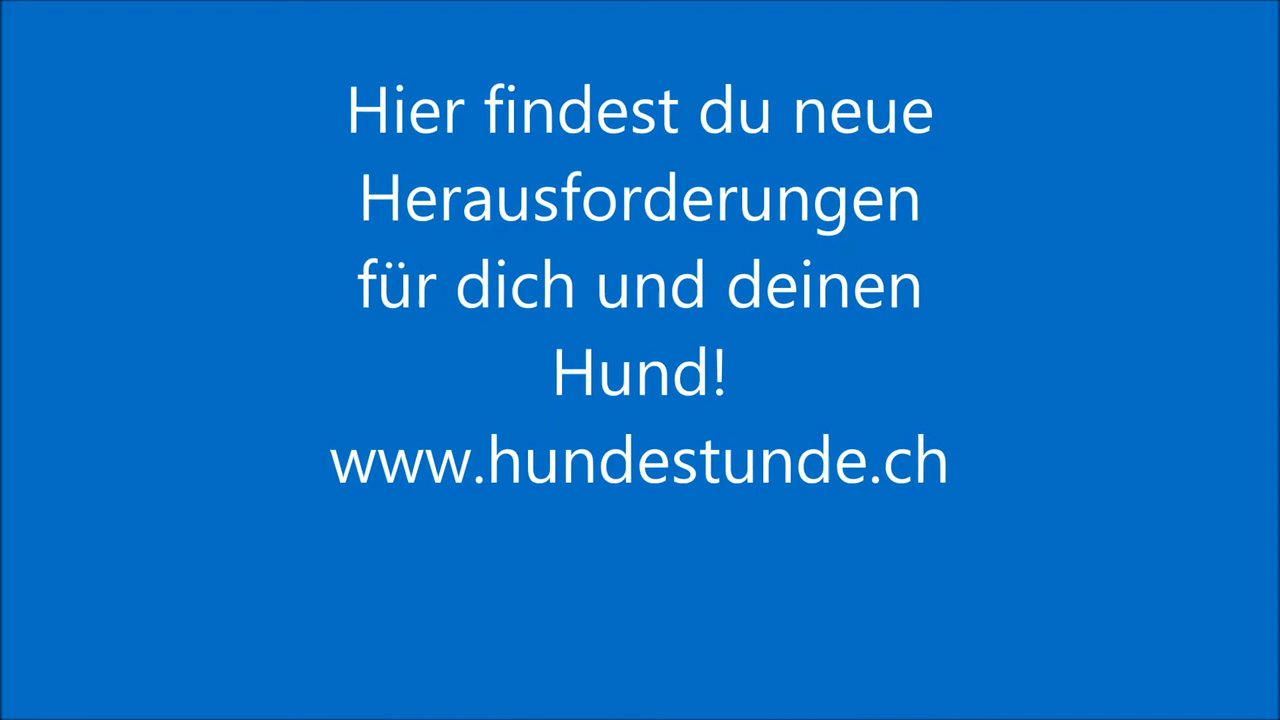 Hier findest du neue
Herausforderungen
für dich und deinen
Hund!
www.hundestunde.ch